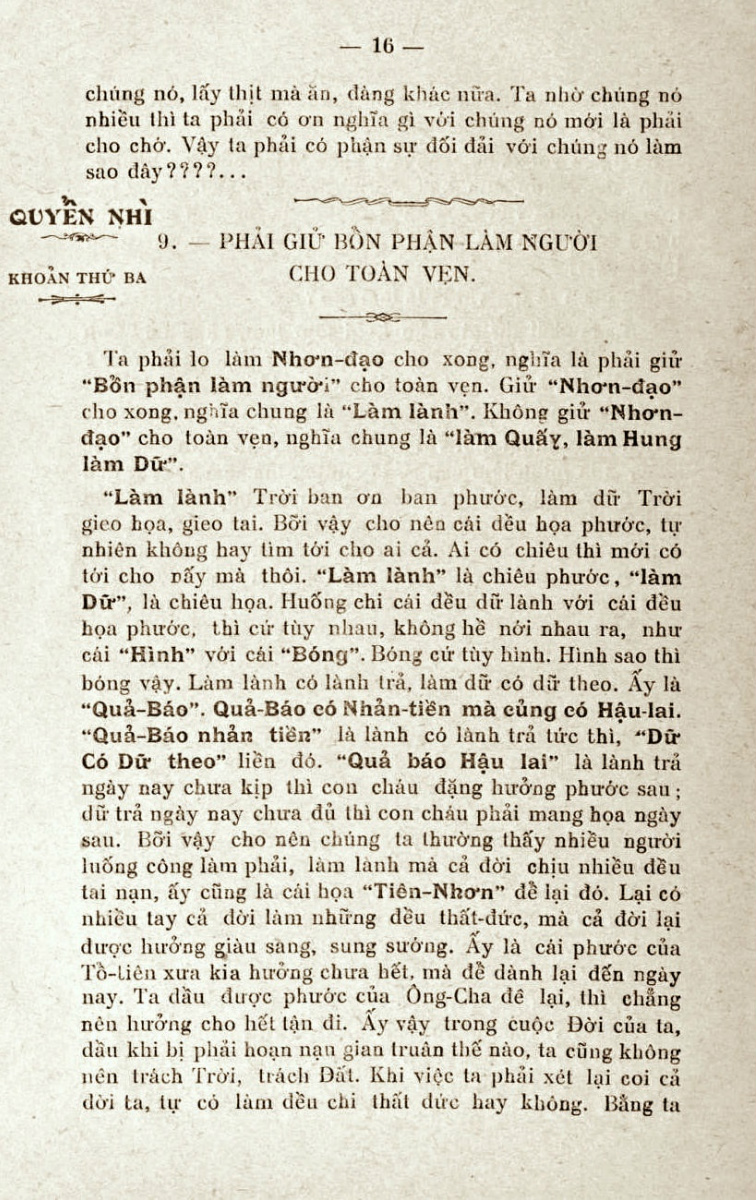 — 16 —
chúng nó, lấy thịt mà ăn, dàng khác nữa. Ta nhờ chúng nó
nhiều thì ta phải có ơn nghĩa gì với chúng nó mới là phải
cho chớ. Vậy ta phải có phận sự đối đải với chúng nó làm
sao đây????...
QUYỀN NHÌ
KHOẢN THỨ BA
9. — PHẢI GIỬ BỒN PHẬN LÀM NGƯỜI
CHO TOÀN VẸN.
Ta phải lo làm Nhơn-đạo cho xong, nghĩa là phải giử
“Bồn phận làm người” cho toàn vẹn. Giử “Nhơn-đạo”
cho xong, nghĩa chung là “Làm lành”. Không giử “Nhơn-
đạo” cho toàn vẹn, nghĩa chung là “làm Quấy, làm Hung
làm Dữ”.
“Làm lành” Trời ban ơn ban phước, làm dữ Trời
gieo họa, gieo tai. Bỡi vậy cho nên cái đều họa phước, tự
nhiên không hay tìm tới cho ai cả. Ai có chiêu thì mới có
tới cho nấy mà thôi. “Làm lành” là chiêu phước, “làm
Dữ”, là chiêu họa. Huống chi cái đều dữ lành với cái đều
họa phước, thì cứ tùy nhau, không hề nới nhau ra, như
cái “Hình” với cái “Bóng”. Bóng cứ tùy hình. Hình sao thì
bóng vậy. Làm lành có lành trả, làm dữ có dữ theo. Ấy là
“Quả-Báo”. Quả-Báo có Nhản-tiền mà củng có Hậu-lai.
“Quả-Báo nhản tiền” là lành có lành trả tức thì, “Dữ
Có Dữ theo” liền đó. “Quả báo Hậu lai” là lành trả
ngày nay chưa kịp thì con cháu đặng hưởng phước sau ;
dữ trả ngày nay chưa đủ thì con cháu phải mang họa ngày
sau. Bỡi vậy cho nên chúng ta thường thấy nhiều người
luống công làm phải, làm lành mà cả đời chịu nhiều đều
tai nạn, ấy cũng là cái họa “Tiên-Nhơn” để lại đó. Lại có
nhiều tay cả đời làm những đều thất-đức, mà cả đời lại
được hưởng giàu sang, sung sướng. Ấy là cái phước của
Tồ-tiên xưa kia hưởng chưa hết, mà để dành lại đến ngày
nay. Ta dầu được phước của Ông-Cha đê lại, thì chẳng
nên hưởng cho hết tận đi. Ấy vậy trong cuộc Đời của ta,
dầu khi bị phải hoạn nạn gian truân thế nào, ta cũng không
nên trách Trời, trách Đất. Khi việc ta phải xét lại coi cả
đời ta, tự có làm đều chi thất đức hay không. Bằng ta